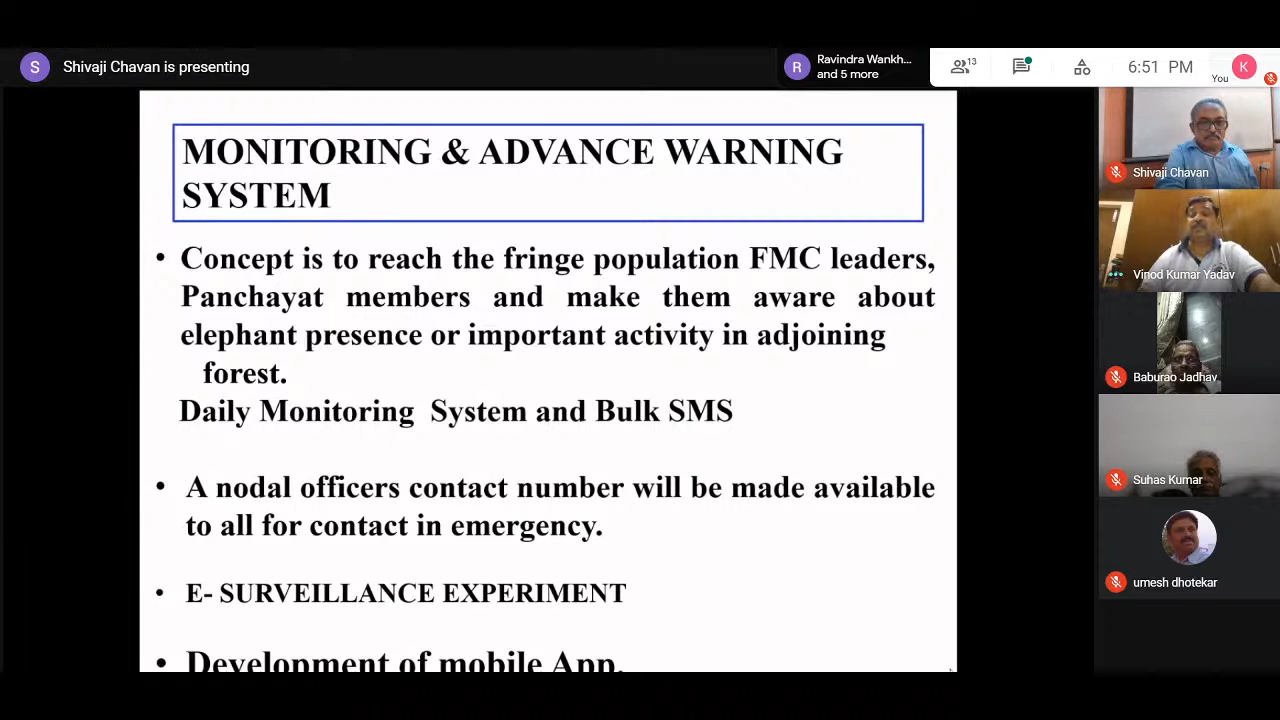 S
Shivaji Chavan is presenting
R
Ravindra Wankh...
and 5 more
13
6:51 PM
You
K
MONITORING & ADVANCE WARNING
SYSTEM
• Concept is to reach the fringe population FMC leaders,
Panchayat members and make them aware about
elephant presence or important activity in adjoining
forest.
Daily Monitoring System and Bulk SMS
• A nodal officers contact number will be made available
to all for contact in emergency.
• E- SURVEILLANCE EXPERIMENT
• Development of mobile App.
Shivaji Chavan
Vinod Kumar Yadav
Baburao Jadhav
Suhas Kumar
umesh dhotekar